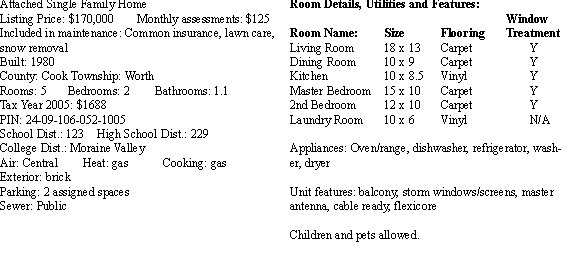 Attached Single Family Home
Listing Price: $170,000 Monthly assessments: $125
Included in maintenance: Common insurance, lawn care,
snow removal
Built: 1980
County: Cook Township: Worth
Rooms: 5 Bedrooms: 2 Bathrooms: 1.1
Tax Year 2005: $1688
PIN: 24-09-106-052-1005
School Dist.: 123 High School Dist.: 229
College Dist.: Moraine Valley
Air: Central Heat: gas Cooking: gas
Exterior: brick
Parking: 2 assigned spaces
Sewer: Public
Room Details, Utilities and Features:
Window
Room Name: Size Flooring Treatment
Living Room 18 x 13 Carpet Y
Dining Room 10 x 9 Carpet Y
Kitchen 10 x 8.5 Vinyl Y
Master Bedroom 15 x 10 Carpet Y
2nd Bedroom 12 x 10 Carpet Y
Laundry Room 10 x 6 Vinyl N/A
Appliances: Oven/range, dishwasher, refrigerator, wash-
er, dryer
Unit features: balcony, storm windows/screens, master
antenna, cable ready, flexicore
Children and pets allowed.